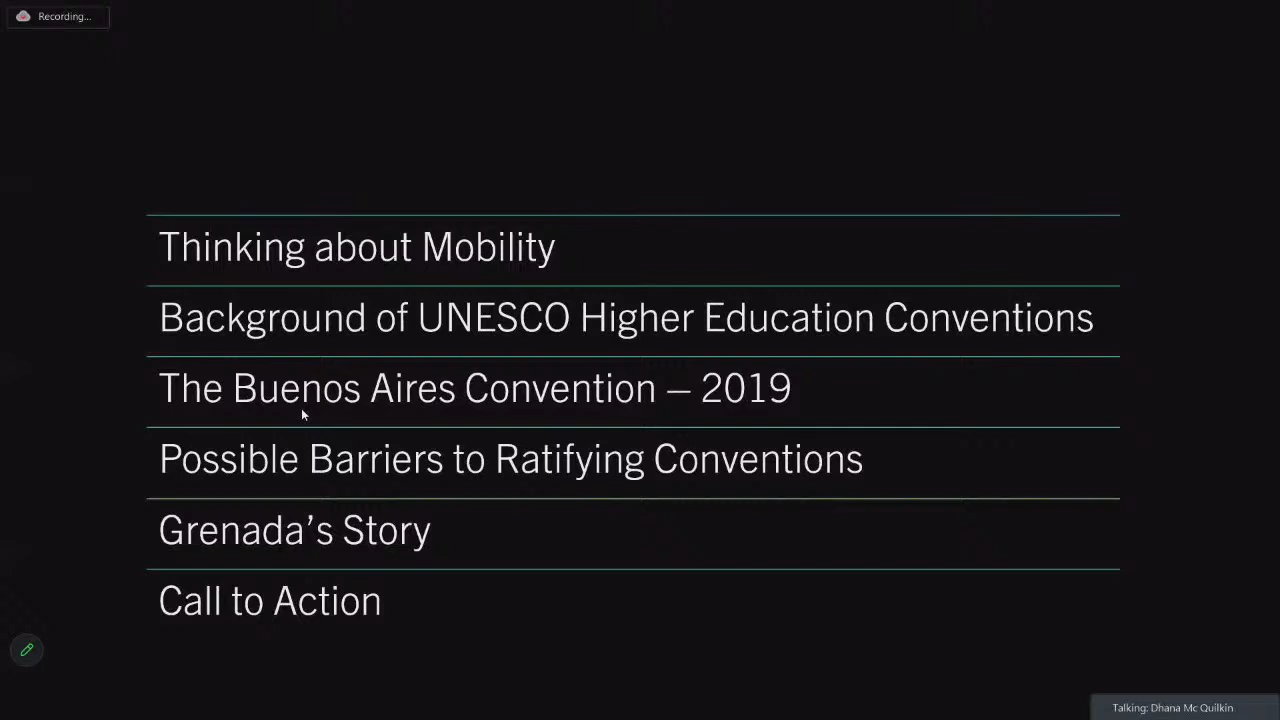 Recording...
Thinking about Mobility
Background of UNESCO Higher Education Conventions
The Buenos Aires Convention – 2019
Possible Barriers to Ratifying Conventions
Grenada’s Story
Call to Action
Talking: Dhana Mc Quilkin